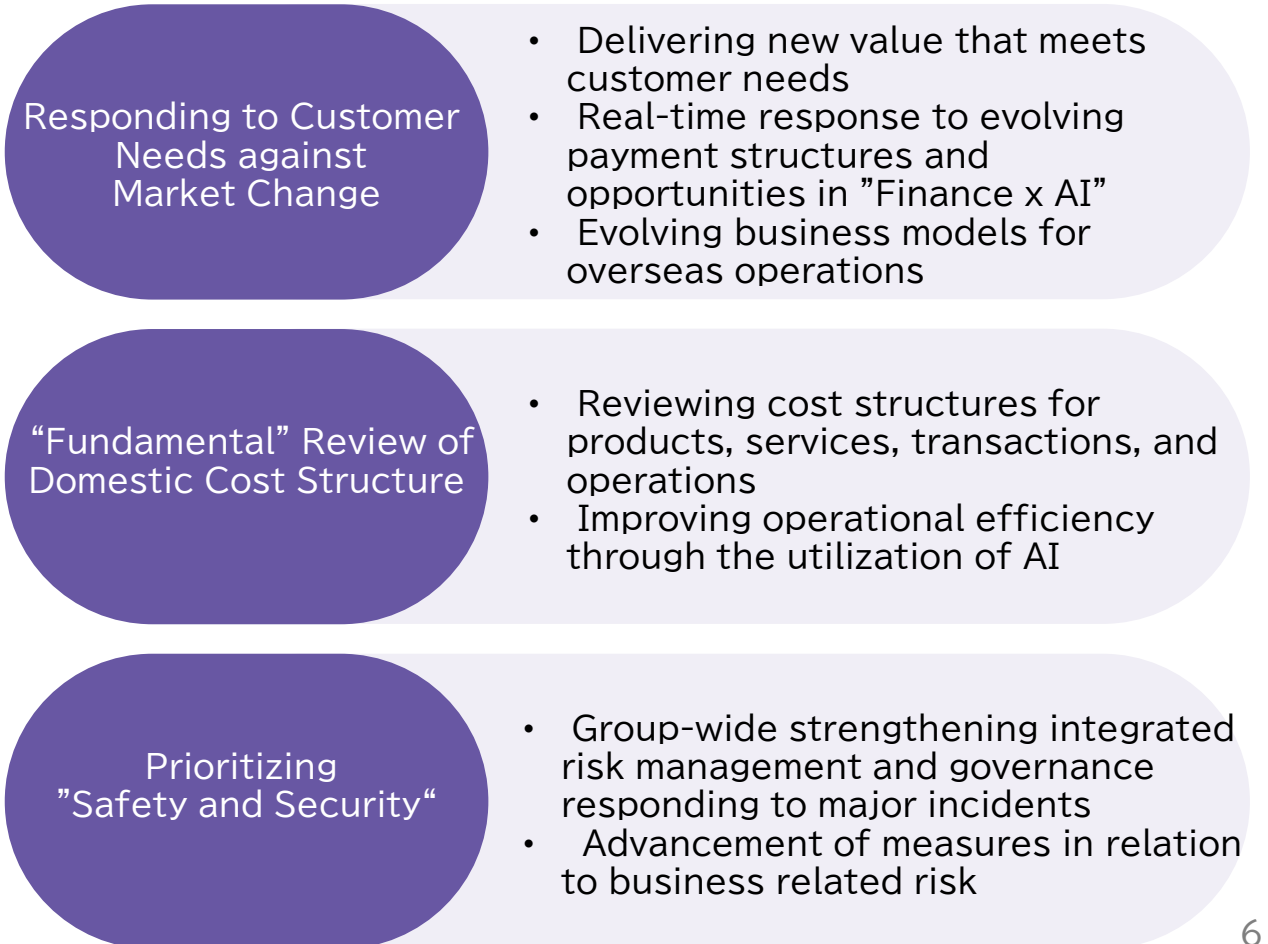 Responding to Customer
Needs against
Market Change
• Delivering new value that meets
customer needs
• Real-time response to evolving
payment structures and
opportunities in ”Finance x AI”
• Evolving business models for
overseas operations
“Fundamental” Review of
Domestic Cost Structure
• Reviewing cost structures for
products, services, transactions, and
operations
• Improving operational efficiency
through the utilization of AI
Prioritizing
”Safety and Security“
• Group-wide strengthening integrated
risk management and governance
responding to major incidents
• Advancement of measures in relation
to business related risk
6